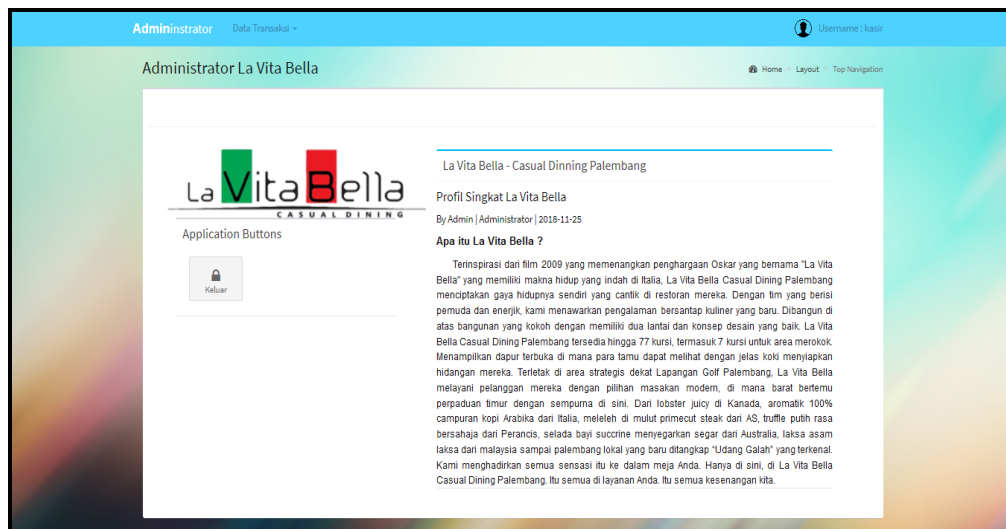 Admininstrator Data Transaksi Username : kasir
Administrator La Vita Bella
Home > Layout > Top Navigation
La Vita Bella
CASUAL DINING
Application Buttons
Keluar
La Vita Bella - Casual Dinning Palembang
Profil Singkat La Vita Bella
By Admin | Administrator | 2018-11-25
Apa itu La Vita Bella ?
Terinspirasi dari film 2009 yang memenangkan penghargaan Oskar yang bernama "La Vita
Bella" yang memiliki makna hidup yang indah di Italia, La Vita Bella Casual Dining Palembang
menciptakan gaya hidupnya sendiri yang cantik di restoran mereka. Dengan tim yang berisi
pemuda dan enerjik, kami menawarkan pengalaman bersantap kuliner yang baru. Dibangun di
atas bangunan yang kokoh dengan memiliki dua lantai dan konsep desain yang baik. La Vita
Bella Casual Dining Palembang tersedia hingga 77 kursi, termasuk 7 kursi untuk area merokok.
Menampilkan dapur terbuka di mana para tamu dapat melihat dengan jelas koki menyiapkan
hidangan mereka. Terletak di area strategis dekat Lapangan Golf Palembang, La Vita Bella
melayani pelanggan mereka dengan pilihan masakan modern, di mana barat bertemu
perpaduan timur dengan sempurna di sini. Dari lobster juicy di Kanada, aromatik 100%
campuran kopi Arabika dari Italia, meleleh di mulut primecut steak dari AS, truffle putih rasa
bersahaja dari Perancis, selada bayi succrine menyegarkan segar dari Australia, laksa asam
laksa dari malaysia sampai palembang lokal yang baru ditangkap "Udang Galah" yang terkenal.
Kami menghadirkan semua sensasi itu ke dalam meja Anda. Hanya di sini, di La Vita Bella
Casual Dining Palembang. Itu semua di layanan Anda. Itu semua kesenangan kita.